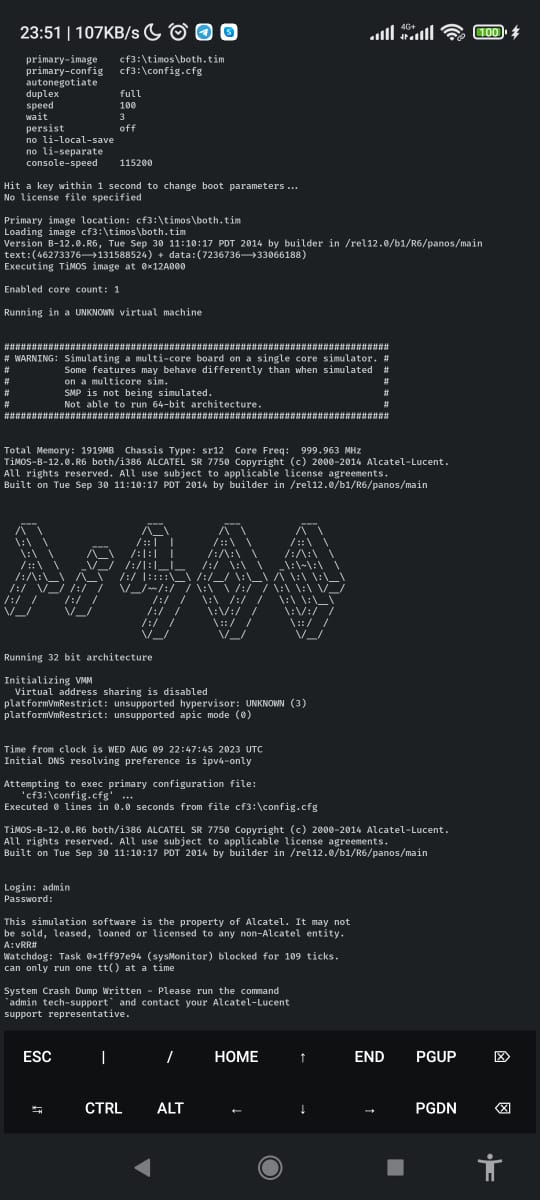 23:51 | 107KB/s 4G+ 100
primary-image cf3:\timos\both.tim
primary-config cf3:\config.cfg
autonegotiate
duplex full
speed 100
wait 3
persist off
no li-local-save
no li-separate
console-speed 115200
Hit a key within 1 second to change boot parameters...
No license file specified
Primary image location: cf3:\timos\both.tim
Loading image cf3:\timos\both.tim
Version B-12.0.R6, Tue Sep 30 11:10:17 PDT 2014 by builder in /rel12.0/b1/R6/panos/main
text:(46273376-->131588524) + data:(7236736-->33066188)
Executing TiMOS image at 0x12A000
Enabled core count: 1
Running in a UNKNOWN virtual machine
######################################################################
# WARNING: Simulating a multi-core board on a single core simulator. #
# Some features may behave differently than when simulated #
# on a multicore sim. #
# SMP is not being simulated. #
# Not able to run 64-bit architecture. #
######################################################################
Total Memory: 1919MB Chassis Type: sr12 Core Freq: 999.963 MHz
TiMOS-B-12.0.R6 both/i386 ALCATEL SR 7750 Copyright (c) 2000-2014 Alcatel-Lucent.
All rights reserved. All use subject to applicable license agreements.
Built on Tue Sep 30 11:10:17 PDT 2014 by builder in /rel12.0/b1/R6/panos/main
Running 32 bit architecture
Initializing VMM
Virtual address sharing is disabled
platformVmRestrict: unsupported hypervisor: UNKNOWN (3)
platformVmRestrict: unsupported apic mode (0)
Time from clock is WED AUG 09 22:47:45 2023 UTC
Initial DNS resolving preference is ipv4-only
Attempting to exec primary configuration file:
'cf3:\config.cfg' ...
Executed 0 lines in 0.0 seconds from file cf3:\config.cfg
TiMOS-B-12.0.R6 both/i386 ALCATEL SR 7750 Copyright (c) 2000-2014 Alcatel-Lucent.
All rights reserved. All use subject to applicable license agreements.
Built on Tue Sep 30 11:10:17 PDT 2014 by builder in /rel12.0/b1/R6/panos/main
Login: admin
Password:
This simulation software is the property of Alcatel. It may not
be sold, leased, loaned or licensed to any non-Alcatel entity.
A:vRR#
Watchdog: Task 0x1ff97e94 (sysMonitor) blocked for 109 ticks.
can only run one tt() at a time
System Crash Dump Written - Please run the command
`admin tech-support` and contact your Alcatel-Lucent
support representative.
ESC | / HOME ↑ END PGUP
CTRL ALT ← ↓ → PGDN